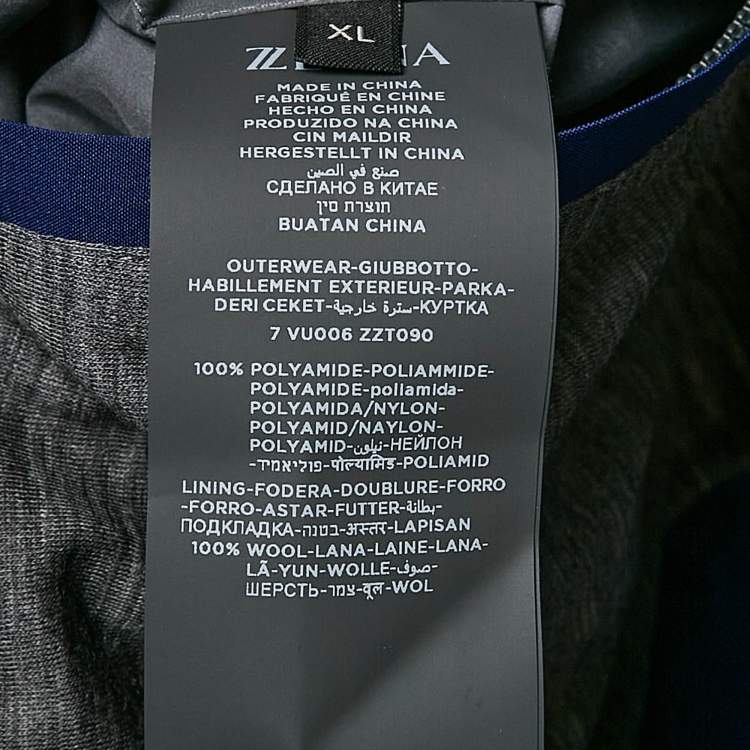 XL
MADE IN CHINA
FABRIQUÉ EN CHINE
HECHO EN CHINA
PRODUZIDO NA CHINA
CIN MAILDIR
HERGESTELLT IN CHINA
صنع في الصين
СДЕЛАНО В КИТАЕ
תוצרת סין
BUATAN CHINA
OUTERWEAR-GIUBBOTTO-
HABILLEMENT EXTERIEUR-PARKA-
DERI CEKET-سترة خارجية-КУРТКА
7 VU006 ZZT090
100% POLYAMIDE-POLIAMMIDE-
POLYAMIDE-poliamida-
POLYAMIDA/NYLON-
POLYAMID/NAYLON-
POLYAMID-نيلون-НЕЙЛОН
-פוליאמיד-पोल्यामिड-POLIAMID
LINING-FODERA-DOUBLURE-FORRO
-FORRO-ASTAR-FUTTER-بطانة-
ПОДКЛАДКА-בטנה-अस्तर-LAPISAN
100% WOOL-LANA-LAINE-LANA-
LÃ-YUN-WOLLE-صوف-
ШЕРСТЬ-צמר-वूल-WOL